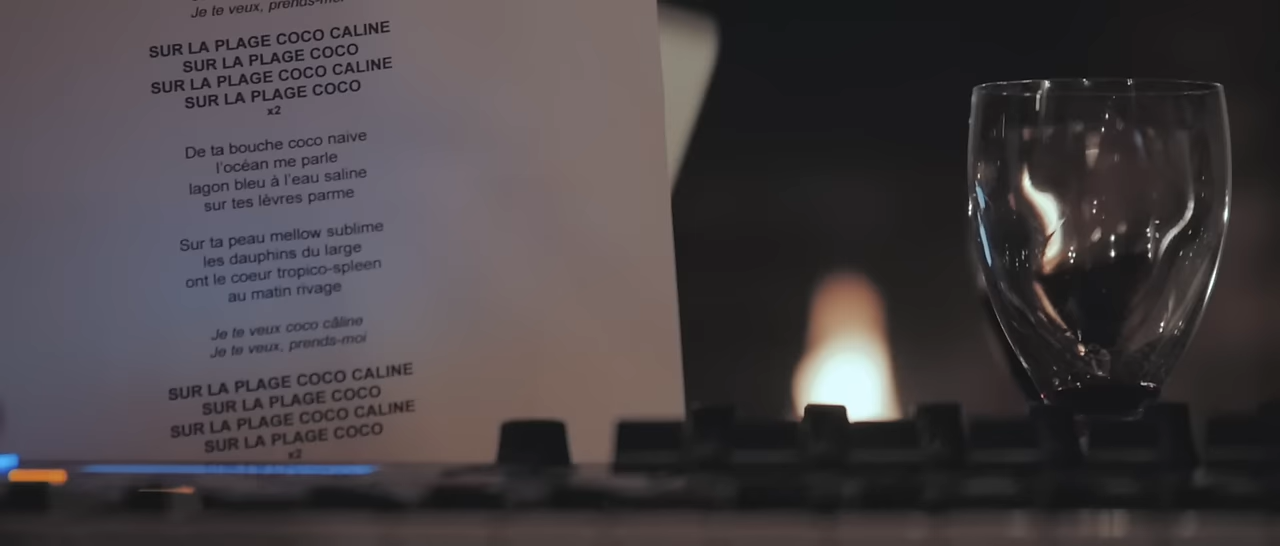 Je te veux, prends-moi
SUR LA PLAGE COCO CALINE
SUR LA PLAGE COCO
SUR LA PLAGE COCO CALINE
SUR LA PLAGE COCO
x2
De ta bouche coco naive
l'océan me parle
lagon bleu à l'eau saline
sur tes lèvres parme
Sur ta peau mellow sublime
les dauphins du large
ont le coeur tropico-spleen
au matin rivage
Je te veux coco câline
Je te veux, prends-moi
SUR LA PLAGE COCO CALINE
SUR LA PLAGE COCO
SUR LA PLAGE COCO CALINE
SUR LA PLAGE COCO
x2